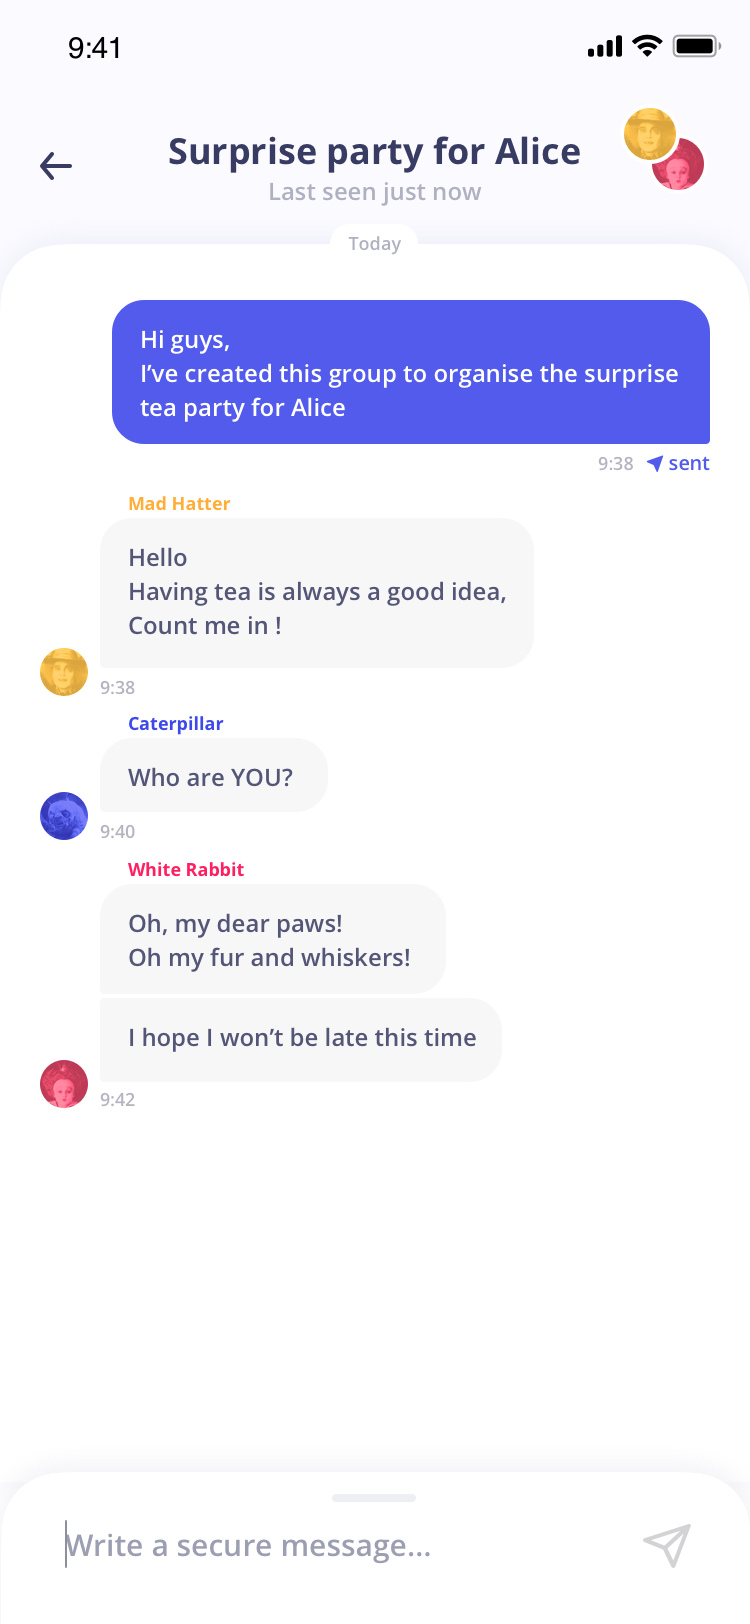 9:41
Surprise party for Alice
Last seen just now
Today
Hi guys,
I’ve created this group to organise the surprise
tea party for Alice
9:38 sent
Mad Hatter
Hello
Having tea is always a good idea,
Count me in !
9:38
Caterpillar
Who are YOU?
9:40
White Rabbit
Oh, my dear paws!
Oh my fur and whiskers!
I hope I won’t be late this time
9:42
Write a secure message...